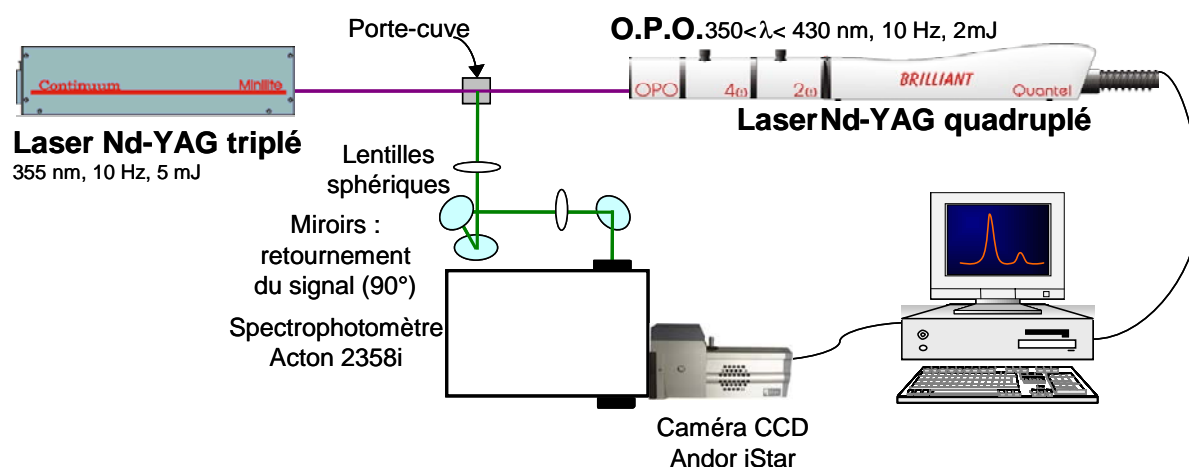 Porte-cuve
O.P.O. 350<λ< 430 nm, 10 Hz, 2mJ
Continuum
Minilite
OPO
4ω
2ω
BRILLIANT
Quantel
Laser Nd-YAG triplé
355 nm, 10 Hz, 5 mJ
LaserNd-YAG quadruplé
Lentilles
sphériques
Miroirs :
retournement
du signal (90°)
Spectrophotomètre
Acton 2358i
Caméra CCD
Andor iStar